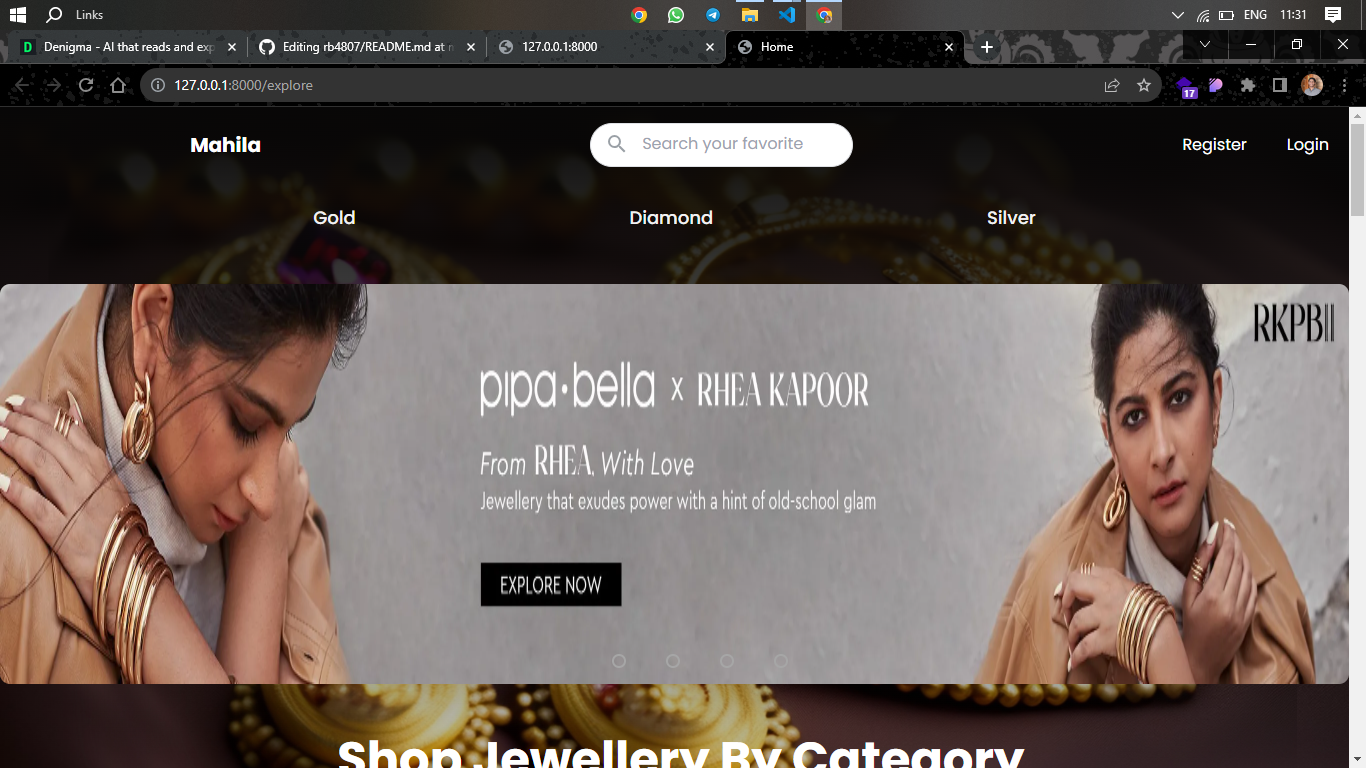 Links
ENG
11:31
Denigma - AI that reads and exp
Editing rb4807/README.md at m
127.0.0.1:8000
Home
127.0.0.1:8000/explore
17
Mahila
Search your favorite
Register
Login
Gold
Diamond
Silver
RKPB||
pipa·bella x RHEA KAPOOR
From RHEA, With Love
Jewellery that exudes power with a hint of old-school glam
EXPLORE NOW
Shop Jewellery By Category